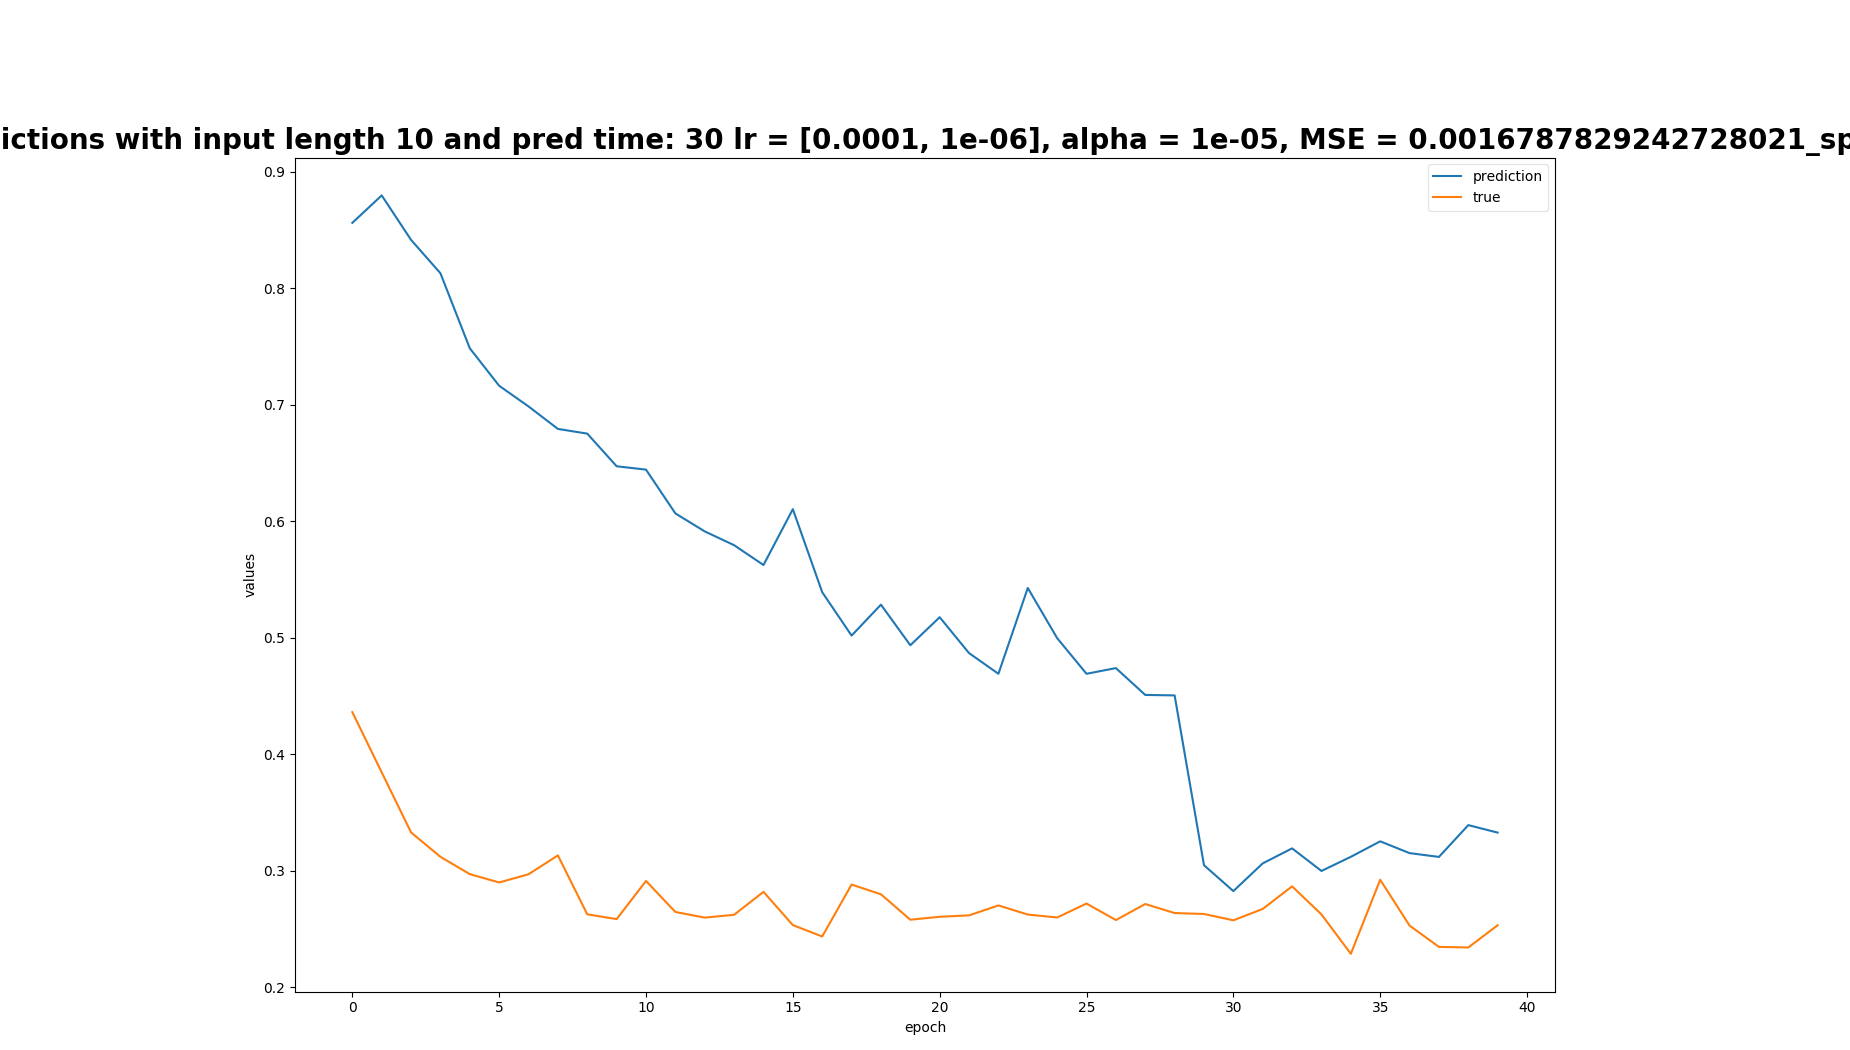 ictions with input length 10 and pred time: 30 lr = [0.0001, 1e-06], alpha = 1e-05, MSE = 0.0016787829242728021_sp
prediction
true
0.9
0.8
0.7
0.6
0.5
0.4
0.3
0.2
values
0 5 10 15 20 25 30 35 40
epoch